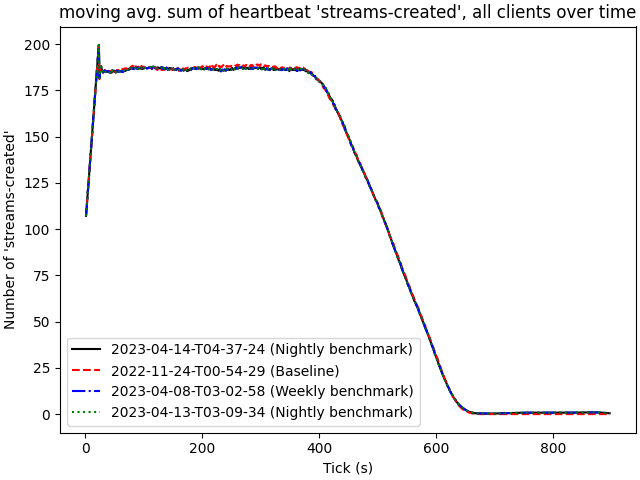 moving avg. sum of heartbeat 'streams-created', all clients over time
Number of 'streams-created'
200
175
150
125
100
75
50
25
0
2023-04-14-T04-37-24 (Nightly benchmark)
2022-11-24-T00-54-29 (Baseline)
2023-04-08-T03-02-58 (Weekly benchmark)
2023-04-13-T03-09-34 (Nightly benchmark)
0 200 400 600 800
Tick (s)